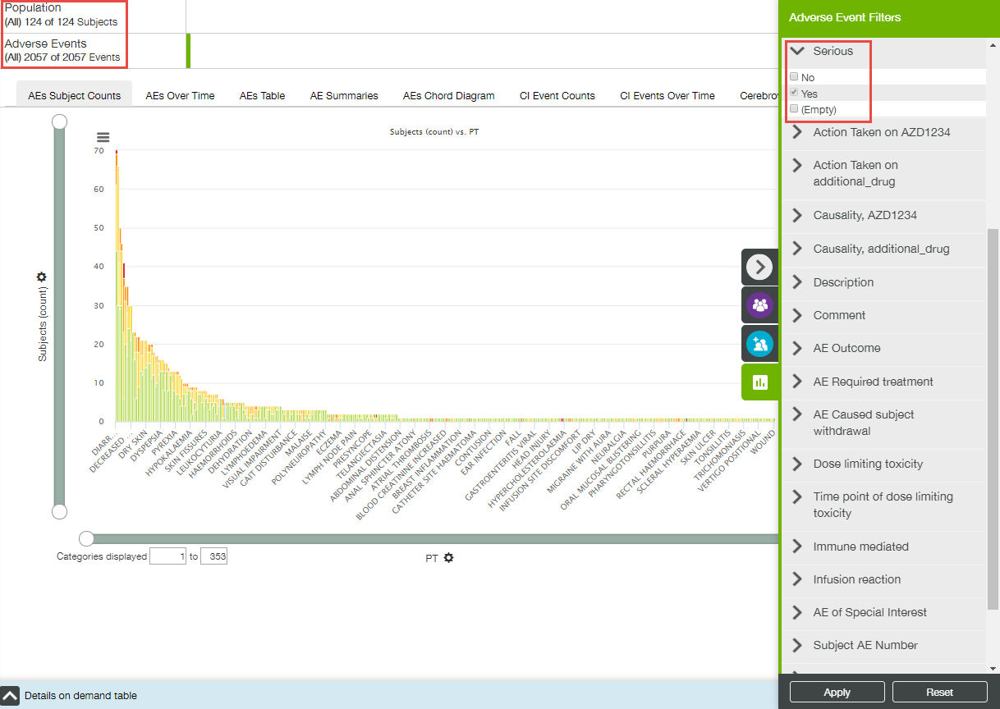 Population
(All) 124 of 124 Subjects
Adverse Events
(All) 2057 of 2057 Events
AEs Subject Counts
AEs Over Time
AEs Table
AE Summaries
AEs Chord Diagram
CI Event Counts
CI Events Over Time
Cerebrov
Subjects (count) vs. PT
70
60
50
40
30
20
10
0
Subjects (count)
DIARR...
DECREASED ...
DRY SKIN
DYSPEPSIA
PYREXIA
HYPOKALAEMIA
SKIN FISSURES
LEUKOCYTURIA
HAEMORRHOIDS
DEHYDRATION
LYMPHOEDEMA
VISUAL IMPAIRMENT
GAIT DISTURBANCE
MALAISE
POLYNEUROPATHY
ECZEMA
LYMPH NODE PAIN
PRESYNCOPE
TELANGIECTASIA
ABDOMINAL DISTENSION
ANAL SPHINCTER ATONY
ATRIAL THROMBOSIS
BLOOD CREATININE INCREASED
BREAST INFLAMMATION
CATHETER SITE HAEMATOMA
CONTUSION
EAR INFECTION
FALL
GASTROENTERITIS VIRAL
HEAD INJURY
HYPERCHOLESTEROLAEMIA
INFUSION SITE DISCOMFORT
LIP DRY
MIGRAINE WITH AURA
NEURALGIA
ORAL MUCOSAL BLISTERING
PHARYNGOTONSILLITIS
PURPURA
RECTAL HAEMORRHAGE
SCLERAL HYPERAEMIA
SKIN ULCER
TONSILLITIS
TRICHOMONIASIS
VERTIGO POSITIONAL
WOUND
Categories displayed 1 to 353
PT
Details on demand table
Adverse Event Filters
Serious
No
Yes
(Empty)
Action Taken on AZD1234
Action Taken on
additional_drug
Causality, AZD1234
Causality, additional_drug
Description
Comment
AE Outcome
AE Required treatment
AE Caused subject
withdrawal
Dose limiting toxicity
Time point of dose limiting
toxicity
Immune mediated
Infusion reaction
AE of Special Interest
Subject AE Number
Apply
Reset